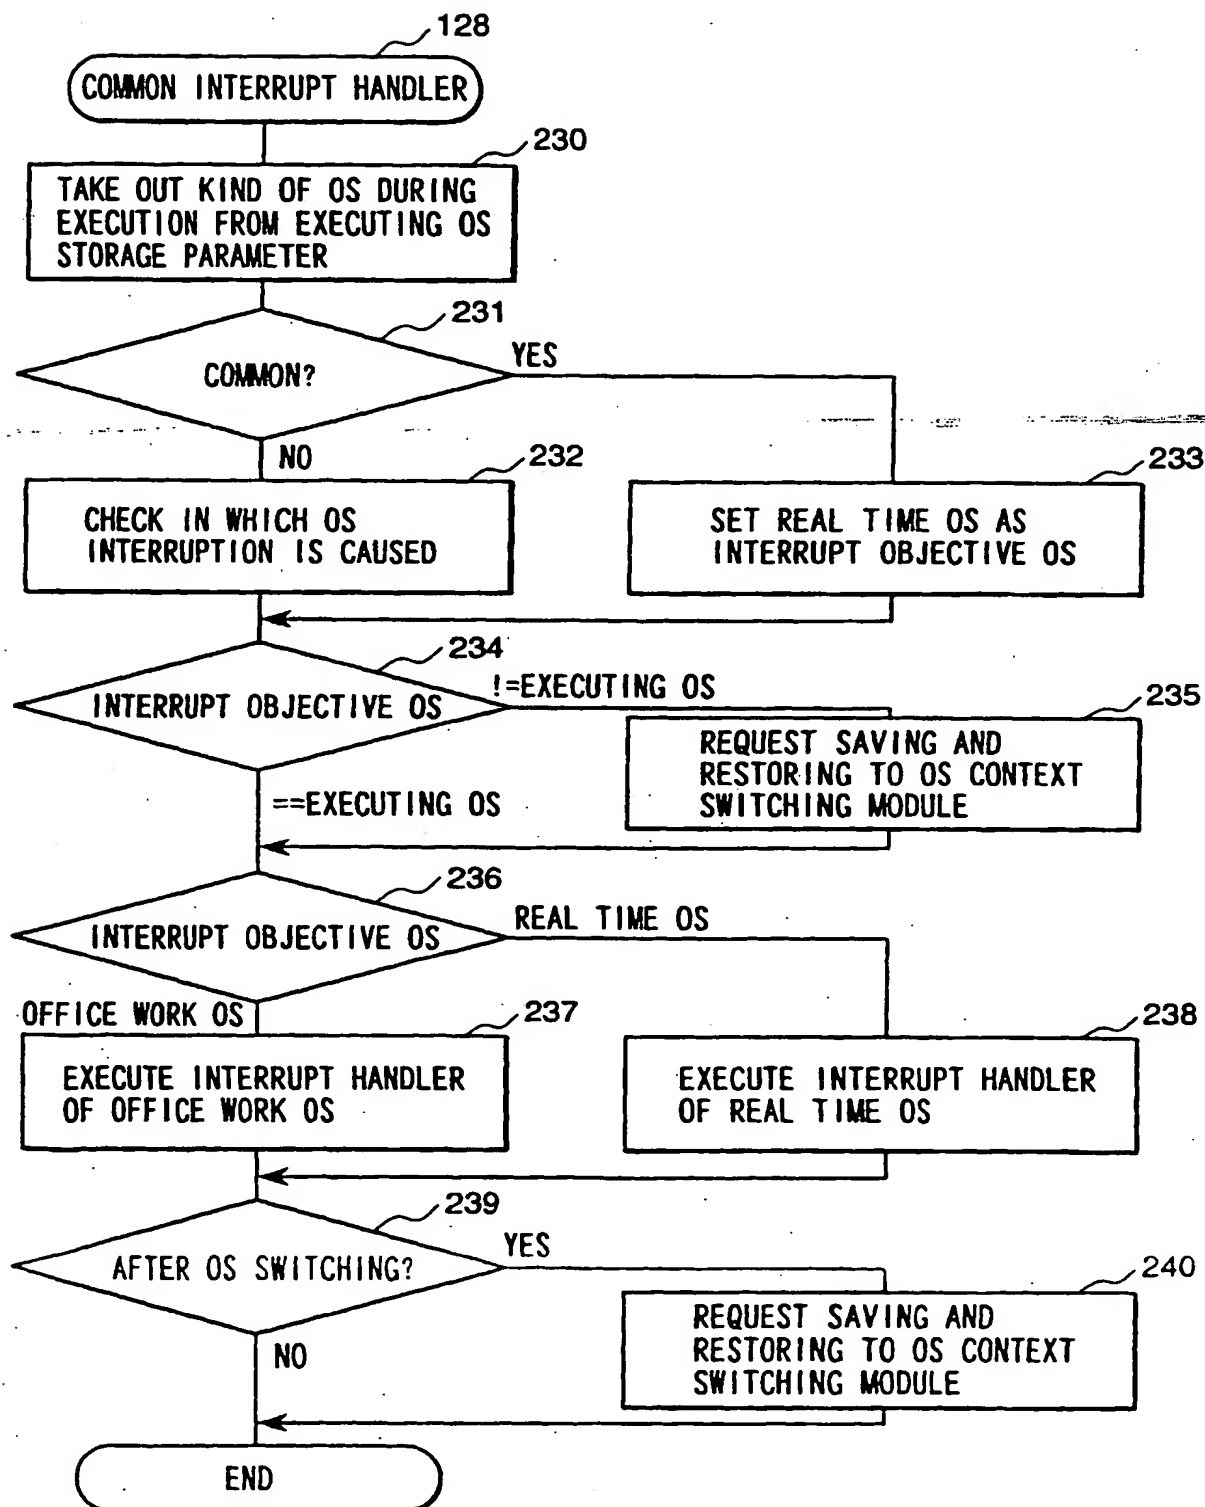 128
COMMON INTERRUPT HANDLER
230
TAKE OUT KIND OF OS DURING
EXECUTION FROM EXECUTING OS
STORAGE PARAMETER
231
COMMON?
YES
NO
232
CHECK IN WHICH OS
INTERRUPTION IS CAUSED
233
SET REAL TIME OS AS
INTERRUPT OBJECTIVE OS
234
INTERRUPT OBJECTIVE OS
!=EXECUTING OS
235
REQUEST SAVING AND
RESTORING TO OS CONTEXT
SWITCHING MODULE
==EXECUTING OS
236
INTERRUPT OBJECTIVE OS
REAL TIME OS
OFFICE WORK OS
237
EXECUTE INTERRUPT HANDLER
OF OFFICE WORK OS
238
EXECUTE INTERRUPT HANDLER
OF REAL TIME OS
239
AFTER OS SWITCHING?
YES
240
REQUEST SAVING AND
RESTORING TO OS CONTEXT
SWITCHING MODULE
NO
END